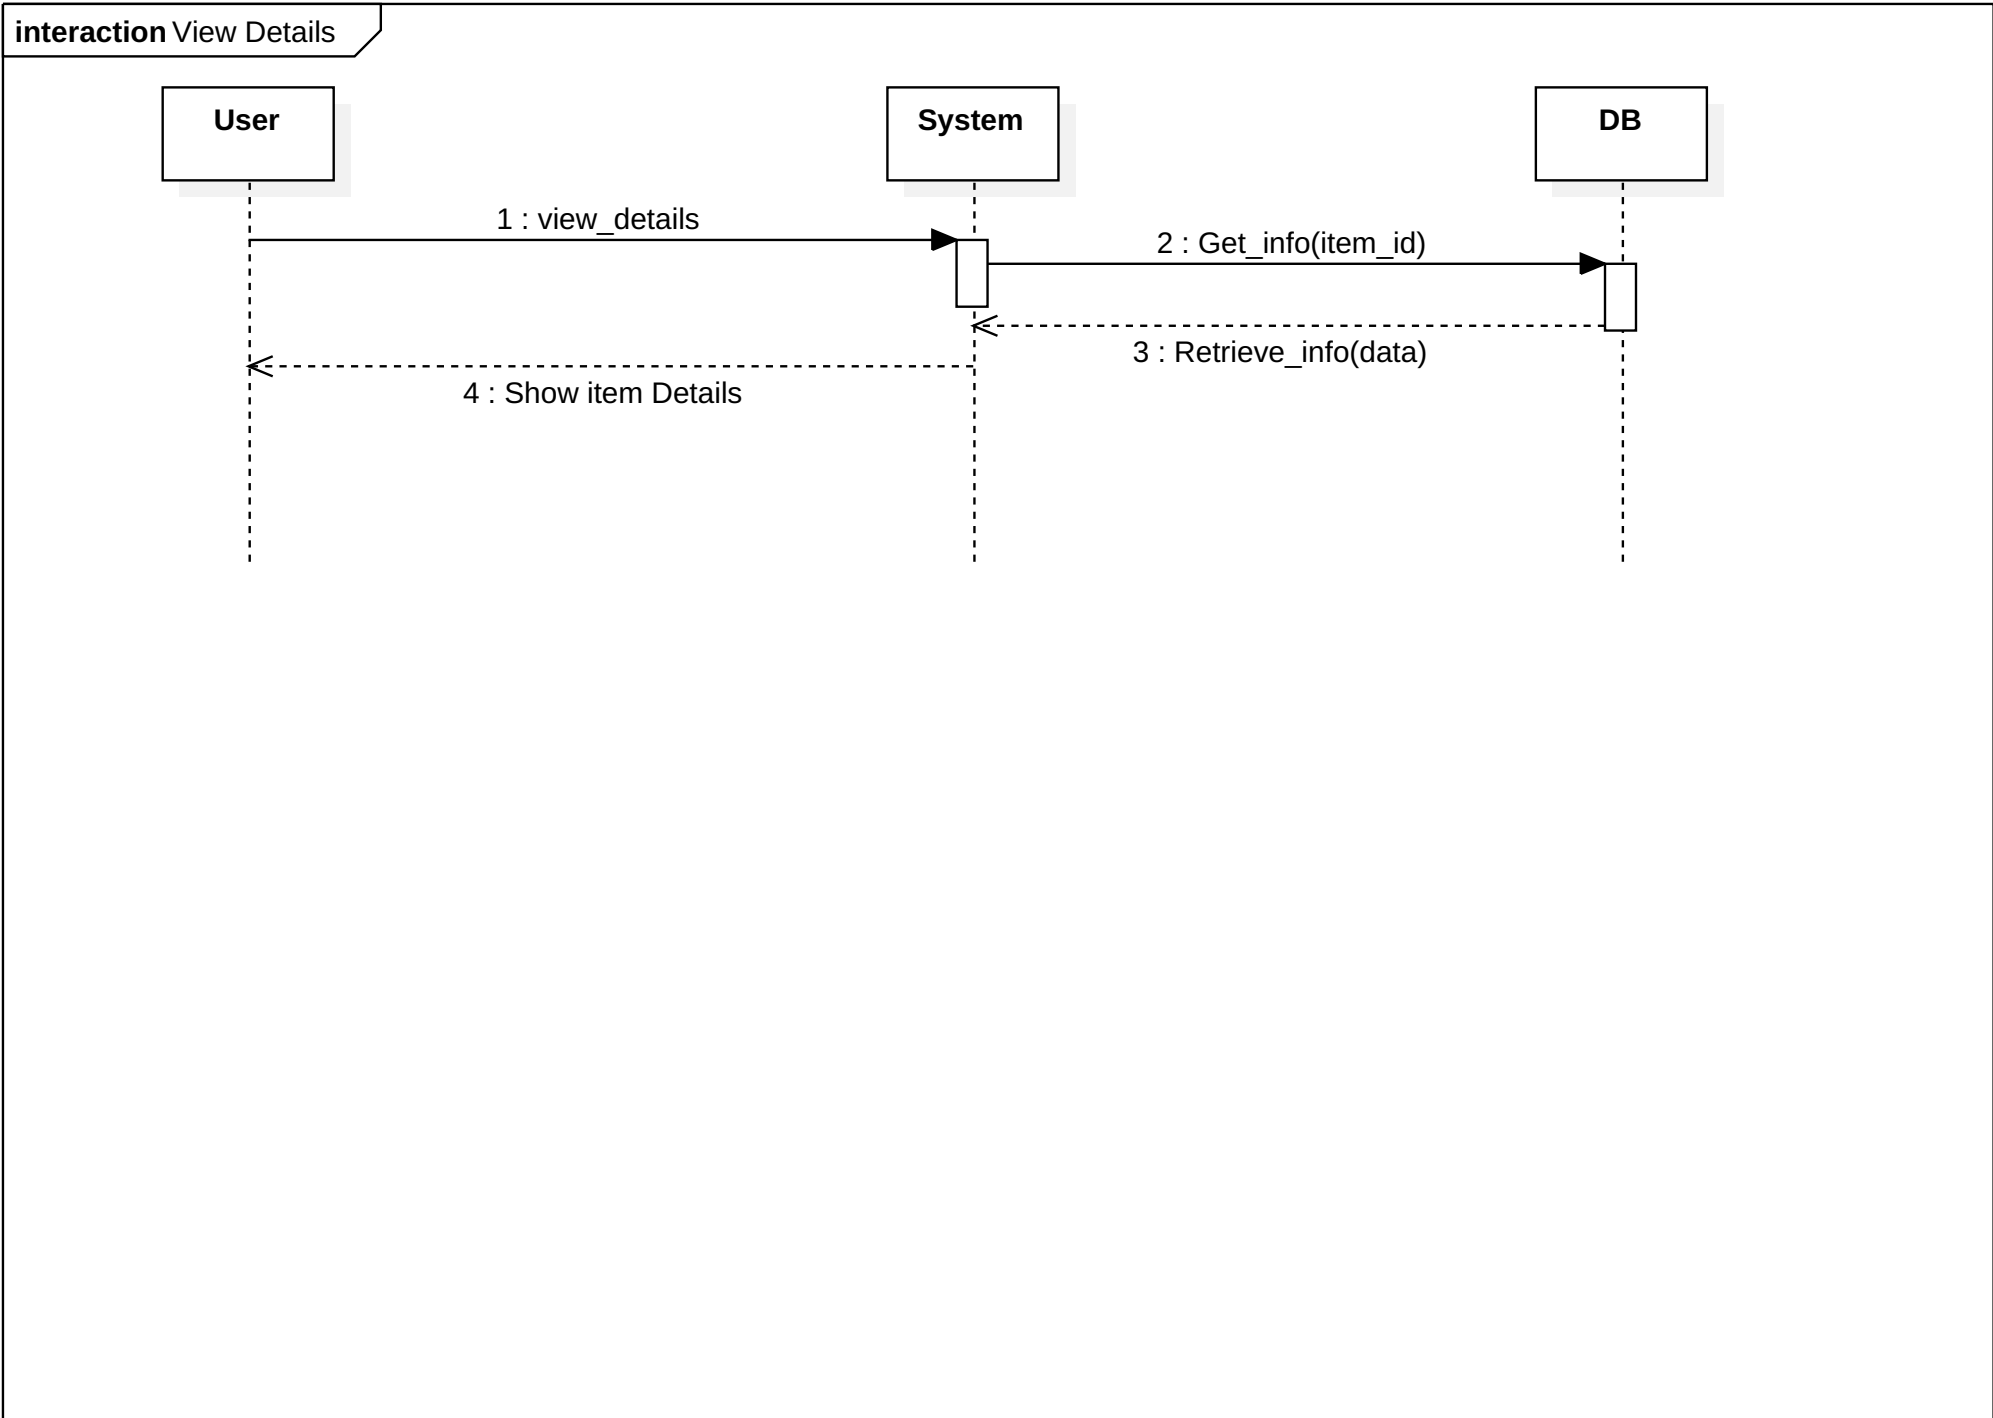 interaction View Details
User
System
DB
1 : view_details
2 : Get_info(item_id)
3 : Retrieve_info(data)
4 : Show item Details